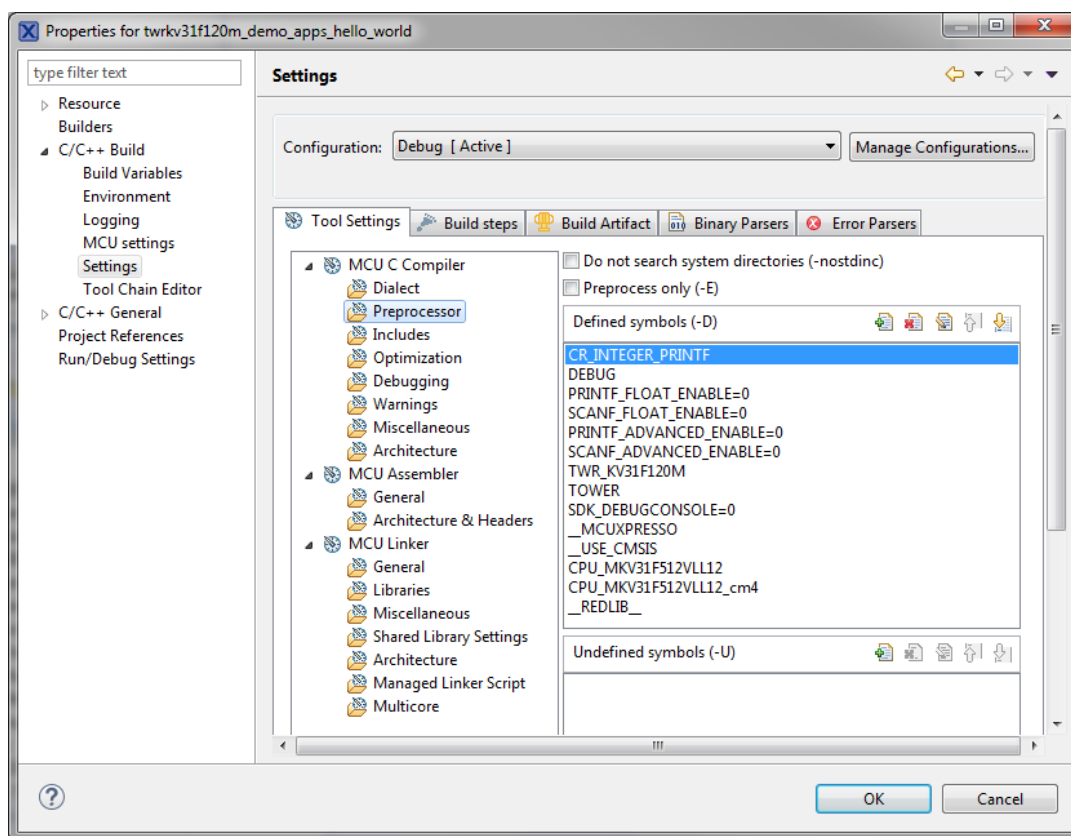 Properties for twrkv31f120m_demo_apps_hello_world
type filter text
Resource
Builders
C/C++ Build
Build Variables
Environment
Logging
MCU settings
Settings
Tool Chain Editor
C/C++ General
Project References
Run/Debug Settings
Settings
Configuration: Debug [ Active ] Manage Configurations...
Tool Settings Build steps Build Artifact Binary Parsers Error Parsers
MCU C Compiler
Dialect
Preprocessor
Includes
Optimization
Debugging
Warnings
Miscellaneous
Architecture
MCU Assembler
General
Architecture & Headers
MCU Linker
General
Libraries
Miscellaneous
Shared Library Settings
Architecture
Managed Linker Script
Multicore
Do not search system directories (-nostdinc)
Preprocess only (-E)
Defined symbols (-D)
CR_INTEGER_PRINTF
DEBUG
PRINTF_FLOAT_ENABLE=0
SCANF_FLOAT_ENABLE=0
PRINTF_ADVANCED_ENABLE=0
SCANF_ADVANCED_ENABLE=0
TWR_KV31F120M
TOWER
SDK_DEBUGCONSOLE=0
__MCUXPRESSO
__USE_CMSIS
CPU_MKV31F512VLL12
CPU_MKV31F512VLL12_cm4
__REDLIB__
Undefined symbols (-U)
OK Cancel